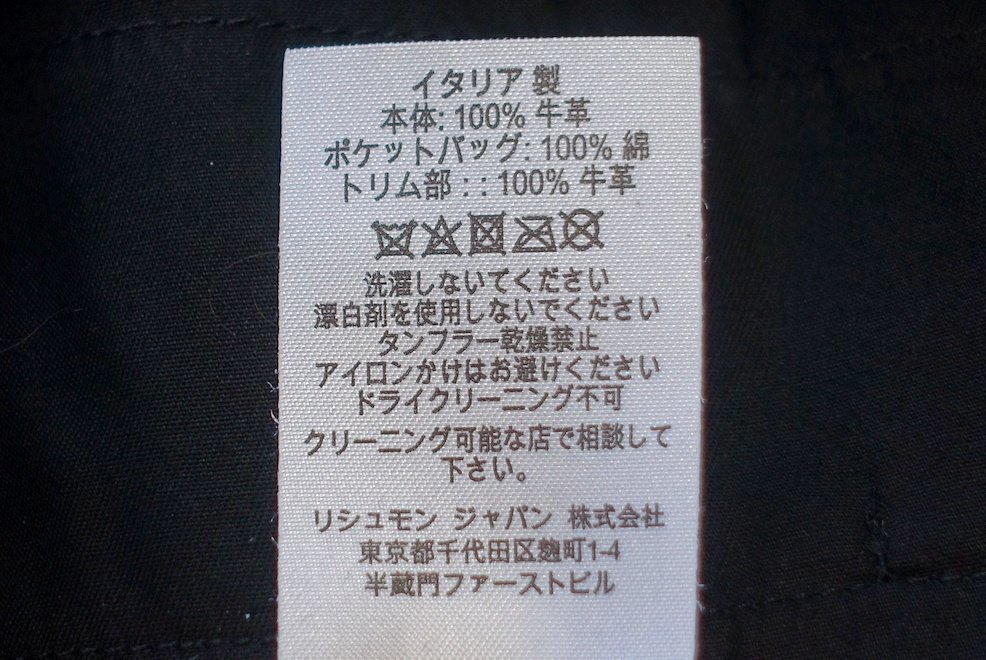 イタリア 製
本体: 100% 牛革
ポケットバッグ: 100% 綿
トリム部 : : 100% 牛革
洗濯しないてください
漂白剤を使用しないでください
タンブラー乾燥禁止
アイロンかけはお避けください
ドライクリーニング不可
クリーニング可能な店で相談して
下さい。
リシュモン ジャパン 株式会社
東京都千代田区麹町1-4
半蔵門ファーストビル